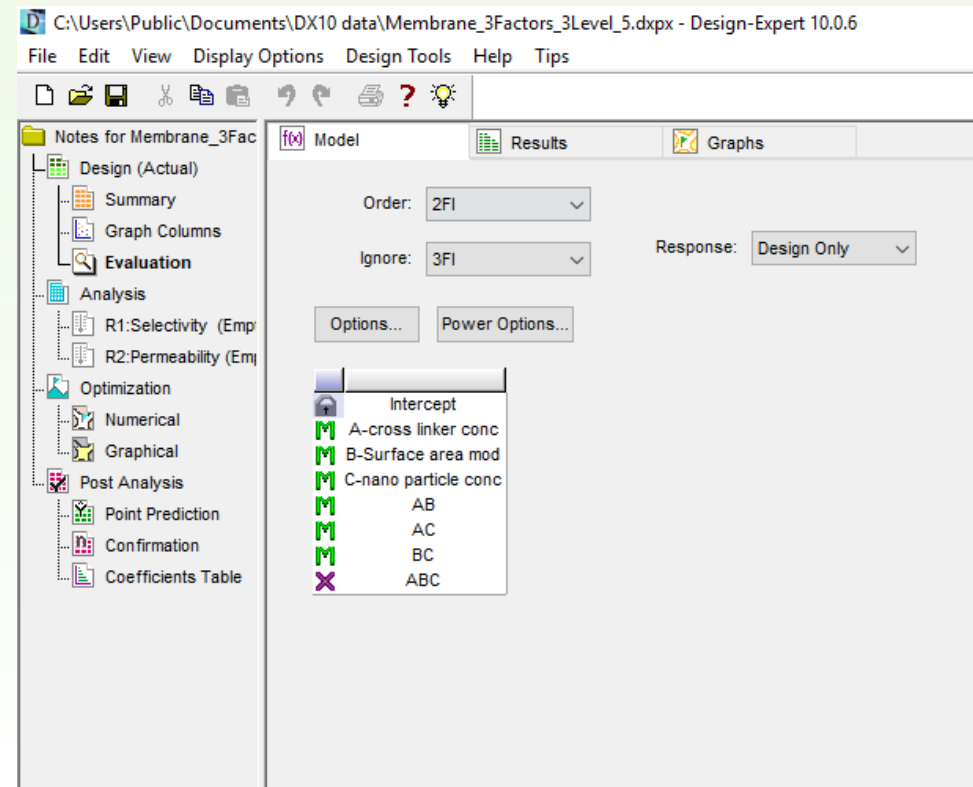 C:\Users\Public\Documents\DX10 data\Membrane_3Factors_3Level_5.dxpx - Design-Expert 10.0.6
File Edit View Display Options Design Tools Help Tips
Notes for Membrane_3Fac
Design (Actual)
Summary
Graph Columns
Evaluation
Analysis
R1:Selectivity (Emp
R2:Permeability (Em
Optimization
Numerical
Graphical
Post Analysis
Point Prediction
Confirmation
Coefficients Table
f(x) Model Results Graphs
Order: 2FI
Ignore: 3FI
Response: Design Only
Options... Power Options...
Intercept
M A-cross linker conc
M B-Surface area mod
M C-nano particle conc
M AB
M AC
M BC
ABC